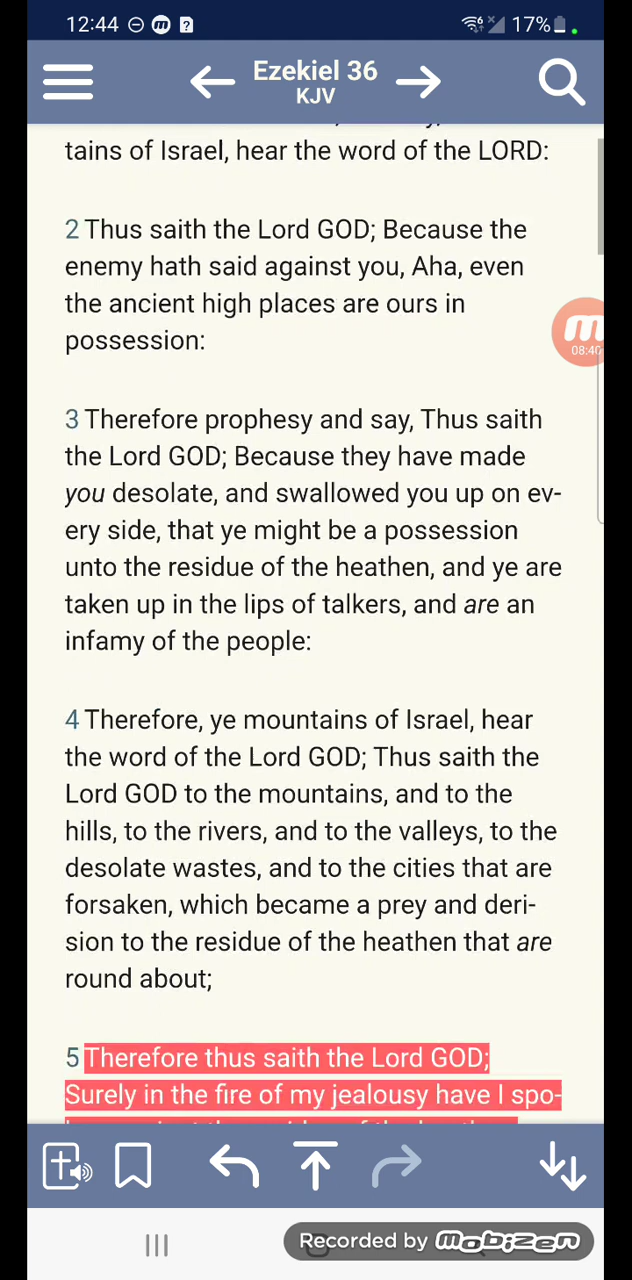 12:44
17%
Ezekiel 36
KJV
tains of Israel, hear the word of the LORD:
2 Thus saith the Lord GOD; Because the
enemy hath said against you, Aha, even
the ancient high places are ours in
possession:
08:40
3 Therefore prophesy and say, Thus saith
the Lord GOD; Because they have made
you desolate, and swallowed you up on ev-
ery side, that ye might be a possession
unto the residue of the heathen, and ye are
taken up in the lips of talkers, and are an
infamy of the people:
4 Therefore, ye mountains of Israel, hear
the word of the Lord GOD; Thus saith the
Lord GOD to the mountains, and to the
hills, to the rivers, and to the valleys, to the
desolate wastes, and to the cities that are
forsaken, which became a prey and deri-
sion to the residue of the heathen that are
round about;
5 Therefore thus saith the Lord GOD;
Surely in the fire of my jealousy have I spo-
Recorded by mobizen